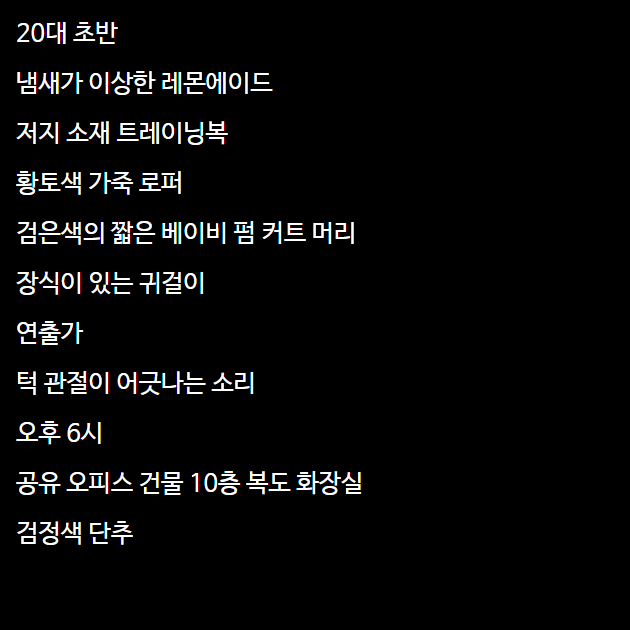 20대 초반
냄새가 이상한 레몬에이드
저지 소재 트레이닝복
황토색 가죽 로퍼
검은색의 짧은 베이비 펌 커트 머리
장식이 있는 귀걸이
연출가
턱 관절이 어긋나는 소리
오후 6시
공유 오피스 건물 10층 복도 화장실
검정색 단추